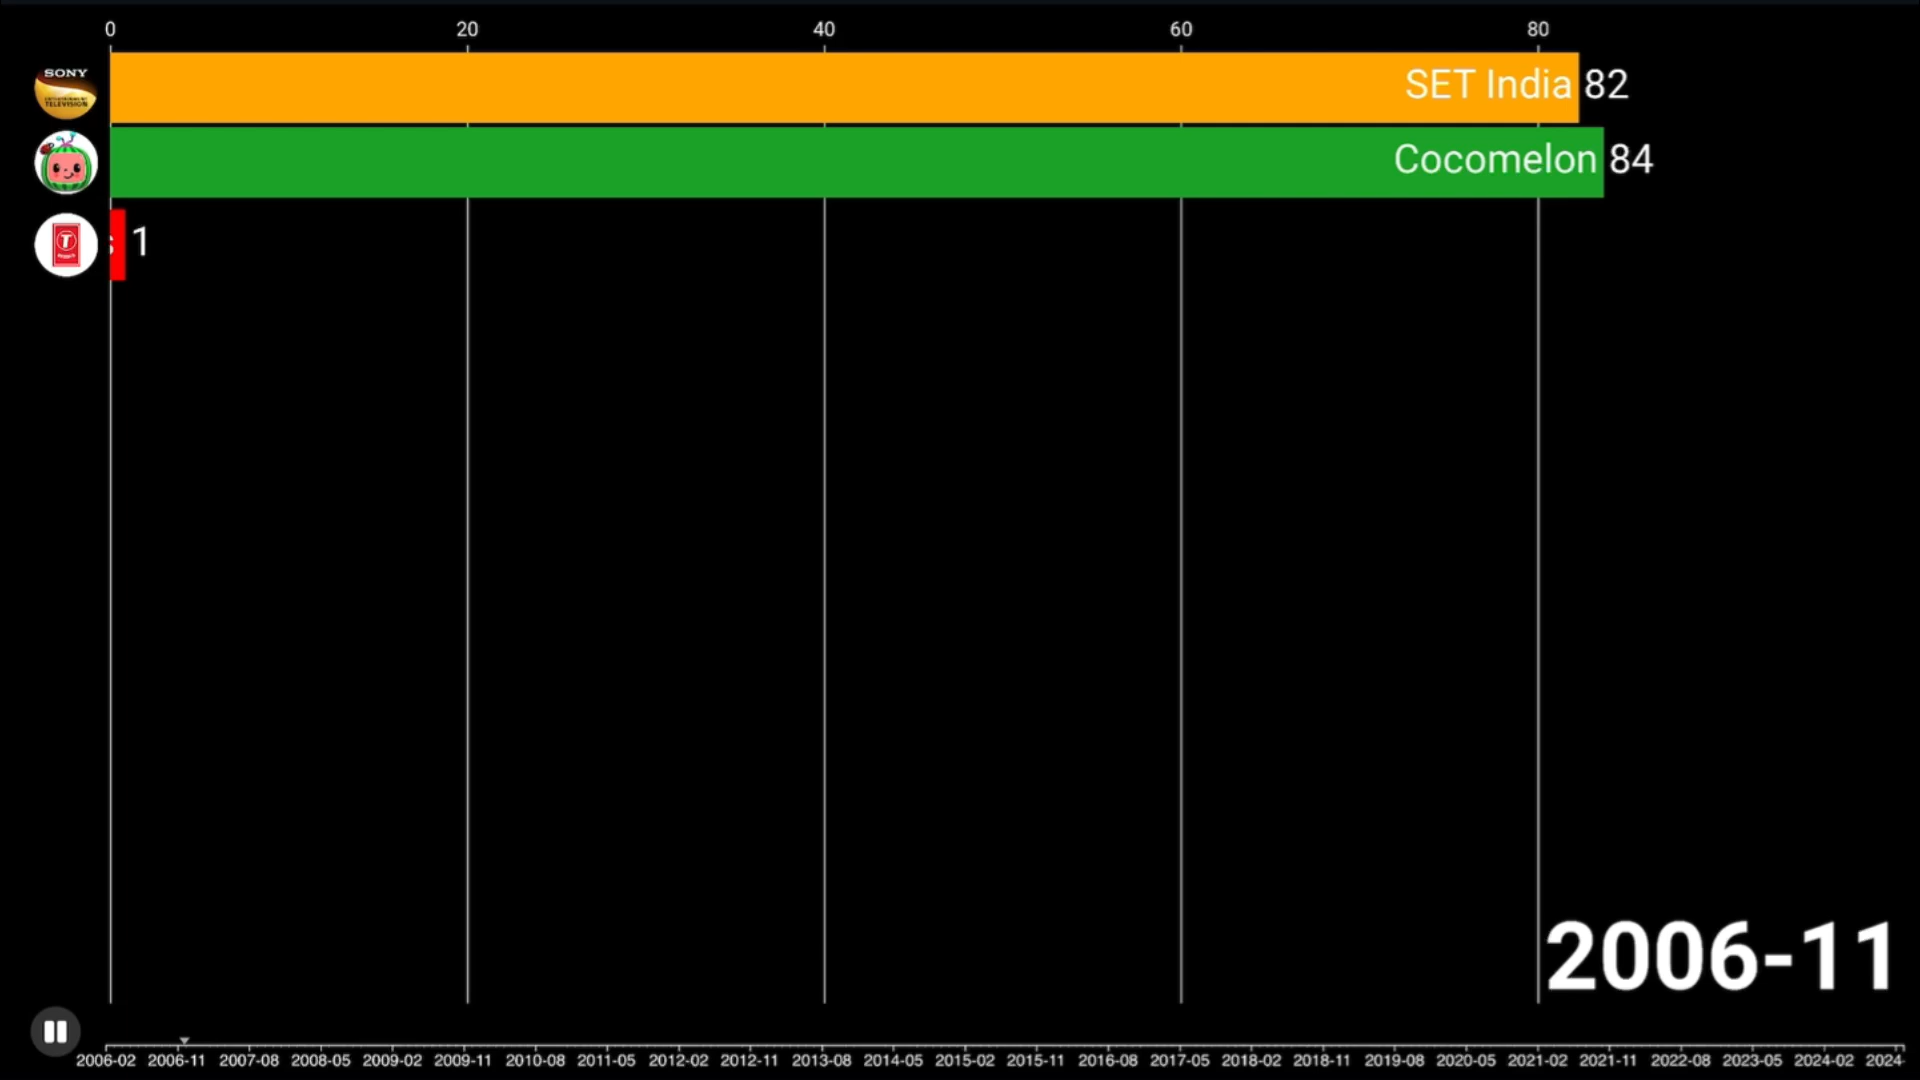 0 20 40 60 80
SONY
TELEVISION
SET India 82
Cocomelon 84
T
s 1
2006-11
2006-02 2006-11 2007-08 2008-05 2009-02 2009-11 2010-08 2011-05 2012-02 2012-11 2013-08 2014-05 2015-02 2015-11 2016-08 2017-05 2018-02 2018-11 2019-08 2020-05 2021-02 2021-11 2022-08 2023-05 2024-02 2024-